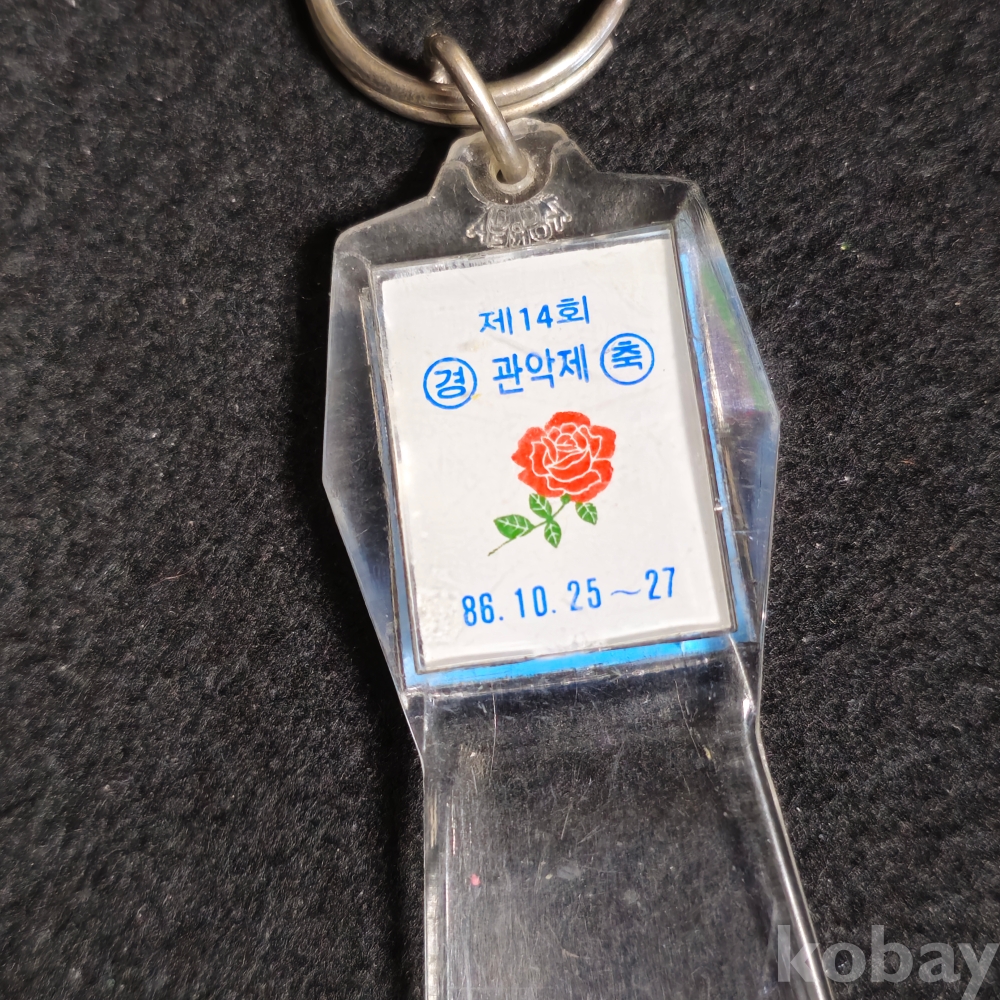 제14회
경 관악제 축
86.10.25~27
kobay